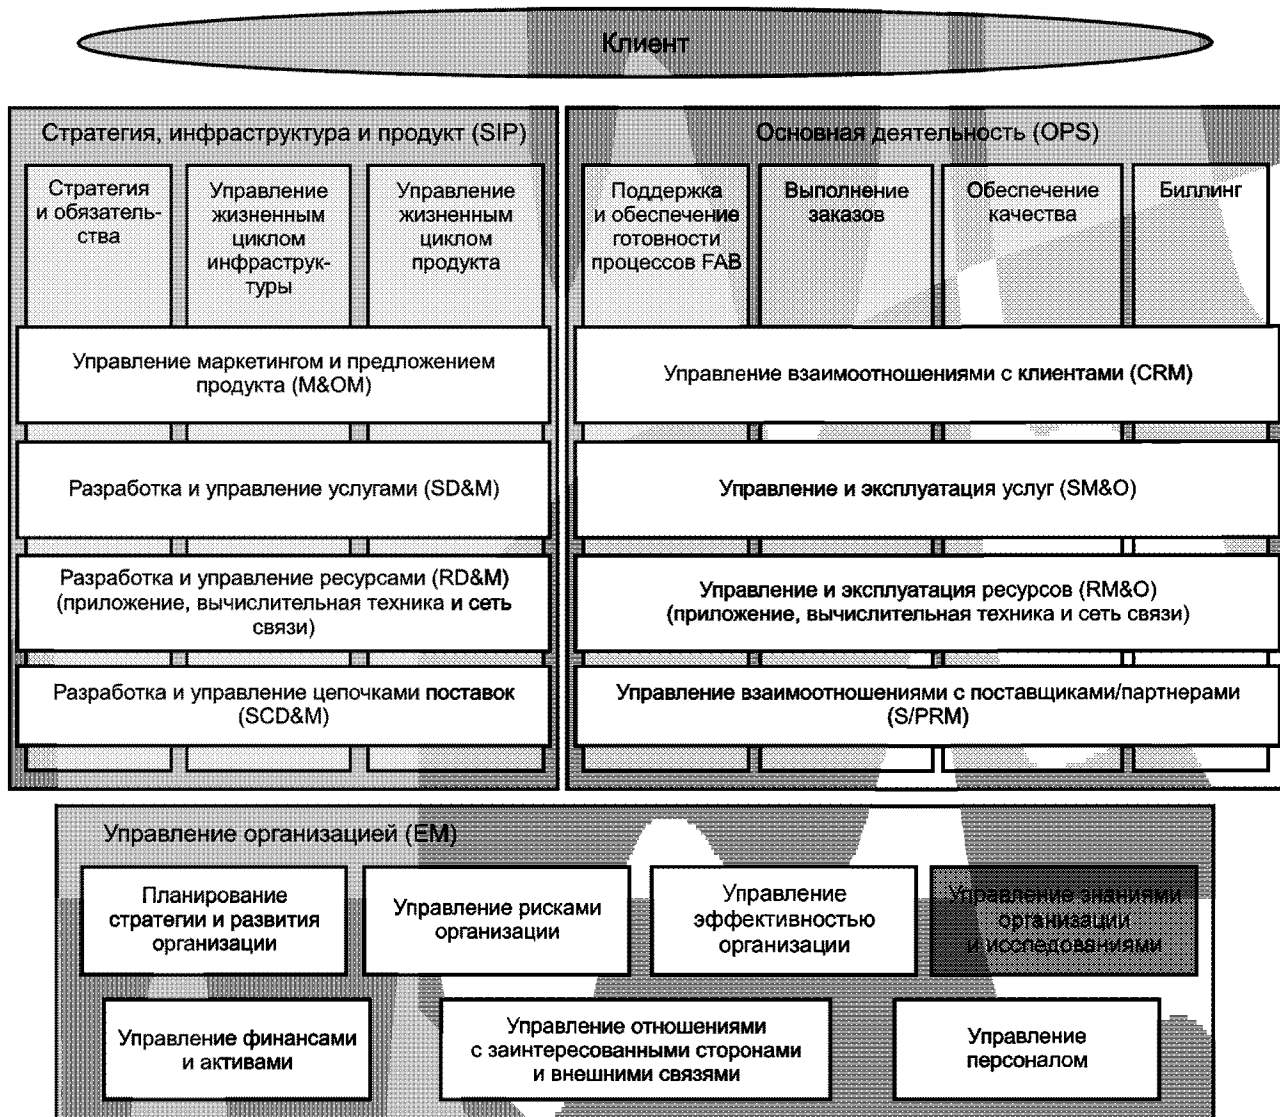 Клиент
Стратегия, инфраструктура и продукт (SIP)
Основная деятельность (OPS)
Стратегия
и обязатель-
ства
Управление
жизненным
циклом
инфраструк-
туры
Управление
жизненным
циклом
продукта
Поддержка
и обеспечение
готовности
процессов FAB
Выполнение
заказов
Обеспечение
качества
Биллинг
Управление маркетингом и предложением
продукта (M&OM)
Управление взаимоотношениями с клиентами (CRM)
Разработка и управление услугами (SD&M)
Управление и эксплуатация услуг (SM&O)
Разработка и управление ресурсами (RD&M)
(приложение, вычислительная техника и сеть
связи)
Управление и эксплуатация ресурсов (RM&O)
(приложение, вычислительная техника и сеть связи)
Разработка и управление цепочками поставок
(SCD&M)
Управление взаимоотношениями с поставщиками/партнерами
(S/PRM)
Управление организацией (EM)
Планирование
стратегии и развития
организации
Управление рисками
организации
Управление
эффективностью
организации
Управление знаниями
организации
и исследованиями
Управление финансами
и активами
Управление отношениями
с заинтересованными сторонами
и внешними связями
Управление
персоналом